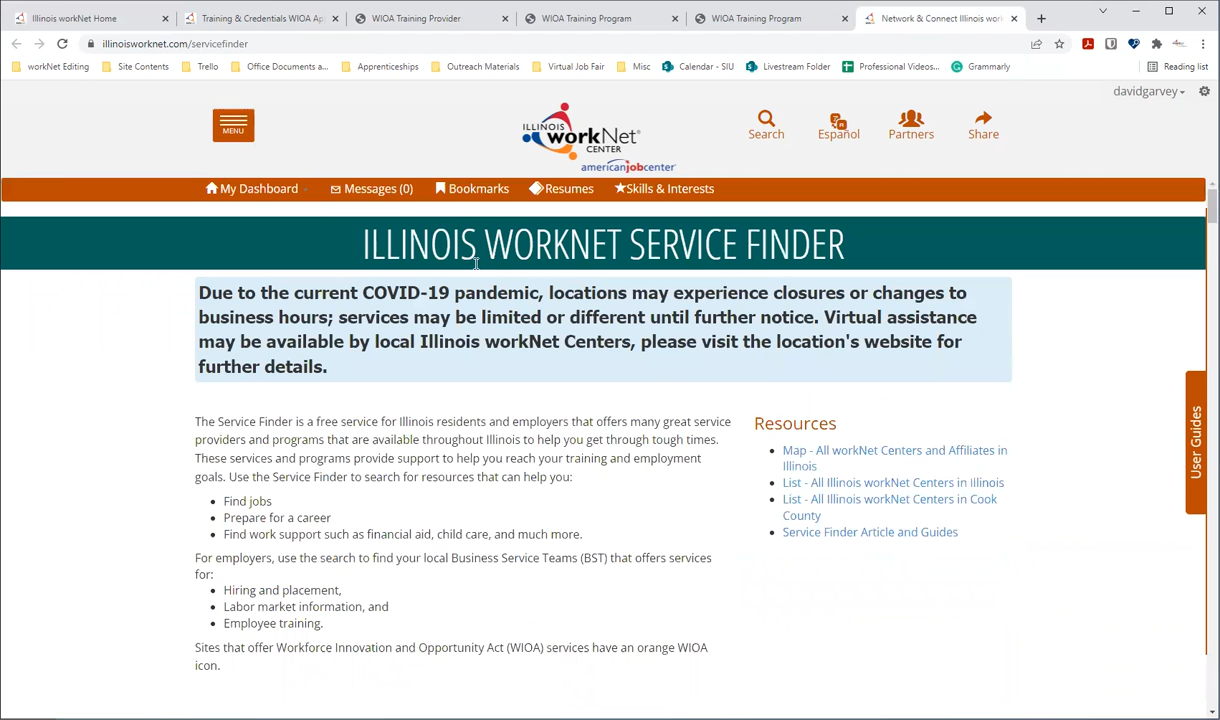 Illinois workNet Home
Training & Credentials WIOA Ap
WIOA Training Provider
WIOA Training Program
WIOA Training Program
Network & Connect Illinois wor
illinoisworknet.com/servicefinder
workNet Editing
Site Contents
Trello
Office Documents a...
Apprenticeships
Outreach Materials
Virtual Job Fair
Misc
Calendar - SIU
Livestream Folder
Professional Videos...
Grammarly
Reading list
davidgarvey
MENU
ILLINOIS
workNet
CENTER
americanjobcenter
Search
Español
Partners
Share
My Dashboard
Messages (0)
Bookmarks
Resumes
Skills & Interests
ILLINOIS WORKNET SERVICE FINDER
Due to the current COVID-19 pandemic, locations may experience closures or changes to
business hours; services may be limited or different until further notice. Virtual assistance
may be available by local Illinois workNet Centers, please visit the location's website for
further details.
The Service Finder is a free service for Illinois residents and employers that offers many great service
providers and programs that are available throughout Illinois to help you get through tough times.
These services and programs provide support to help you reach your training and employment
goals. Use the Service Finder to search for resources that can help you:
• Find jobs
• Prepare for a career
• Find work support such as financial aid, child care, and much more.
For employers, use the search to find your local Business Service Teams (BST) that offers services
for:
• Hiring and placement,
• Labor market information, and
• Employee training.
Sites that offer Workforce Innovation and Opportunity Act (WIOA) services have an orange WIOA
icon.
Resources
• Map - All workNet Centers and Affiliates in
Illinois
• List - All Illinois workNet Centers in Illinois
• List - All Illinois workNet Centers in Cook
County
• Service Finder Article and Guides
User Guides